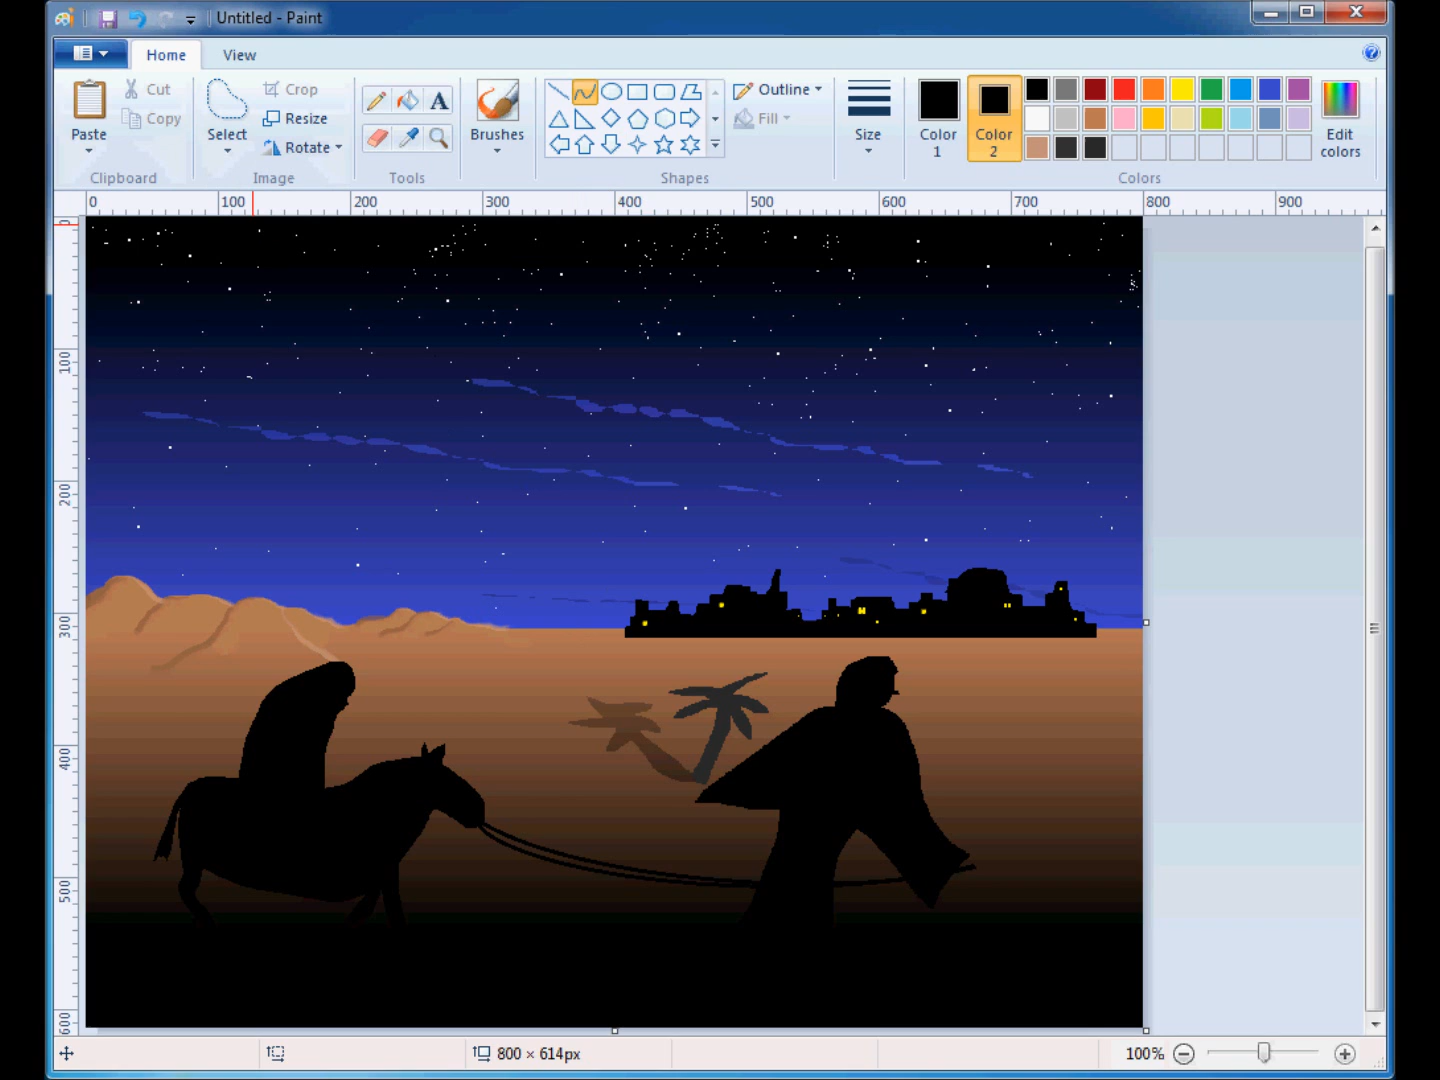 Untitled - Paint
Home View
Paste
Cut
Copy
Clipboard
Select
Crop
Resize
Rotate
Image
Tools
A
Brushes
Outline
Fill
Shapes
Size
Color 1
Color 2
Edit colors
Colors
0 100 200 300 400 500 600 700 800 900
0
100
200
300
400
500
600
800 × 614px
100%